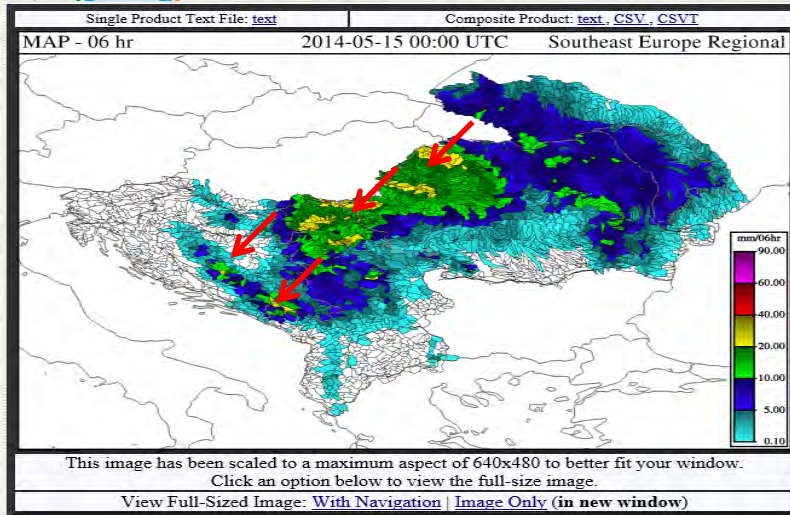 Single Product Text File: text
Composite Product: text , CSV , CSVT
MAP - 06 hr 2014-05-15 00:00 UTC Southeast Europe Regional
mm/06hr
90.00
60.00
40.00
20.00
10.00
5.00
0.10
This image has been scaled to a maximum aspect of 640x480 to better fit your window.
Click an option below to view the full-size image.
View Full-Sized Image: With Navigation | Image Only (in new window)